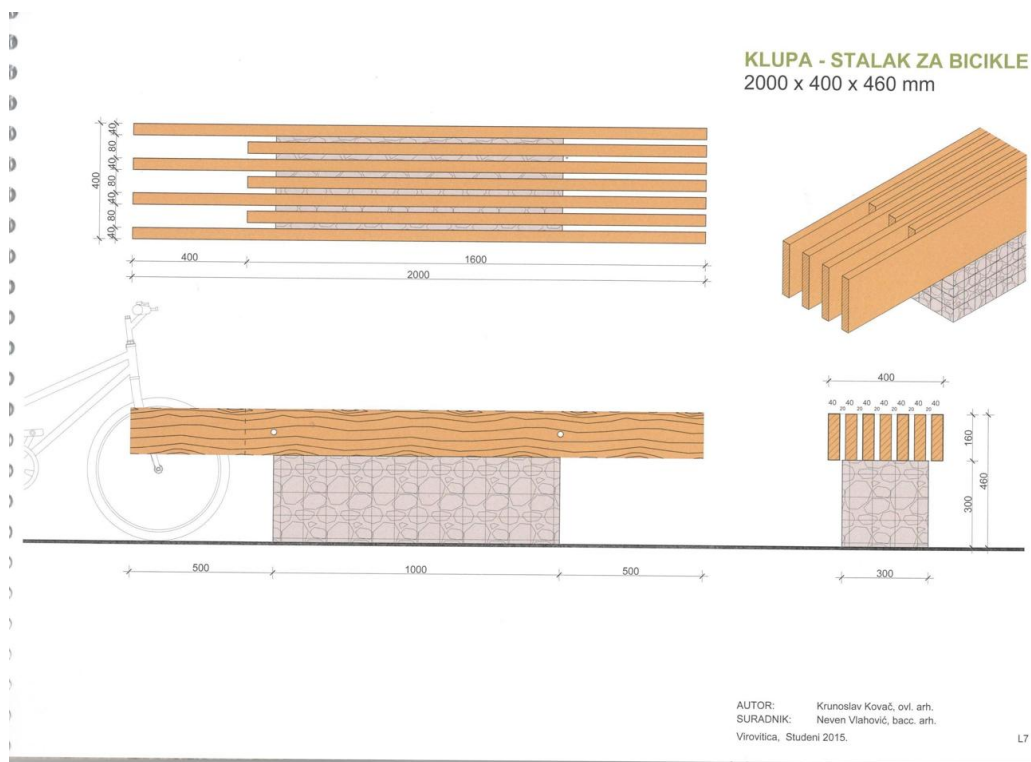 KLUPA - STALAK ZA BICIKLE
2000 x 400 x 460 mm
400
40
80
40
80
40
80
40
400
1600
2000
400
40 40 40 40 40 40 40
20 20 20 20 20 20
160
300
460
300
500
1000
500
AUTOR: Krunoslav Kovač, ovl. arh.
SURADNIK: Neven Vlahović, bacc. arh.
Virovitica, Studeni 2015.
L7